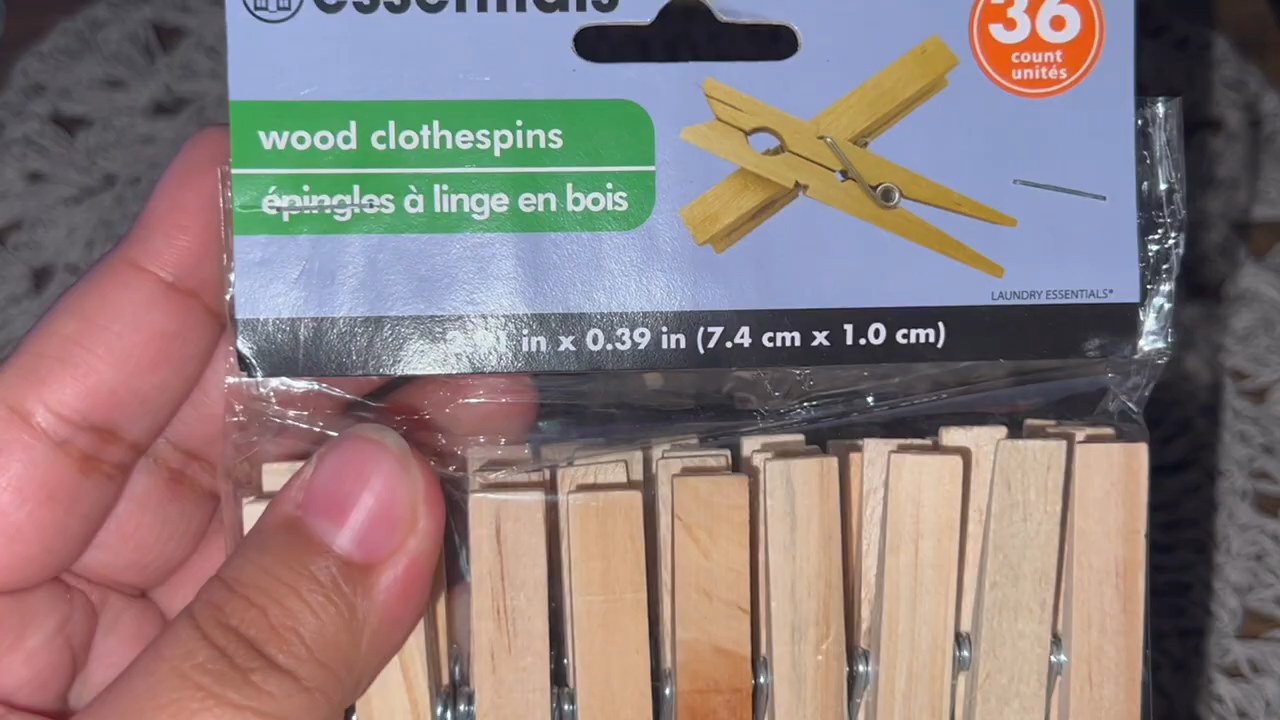 essentials
36
count
unités
wood clothespins
épingles à linge en bois
LAUNDRY ESSENTIALS®
in x 0.39 in (7.4 cm x 1.0 cm)